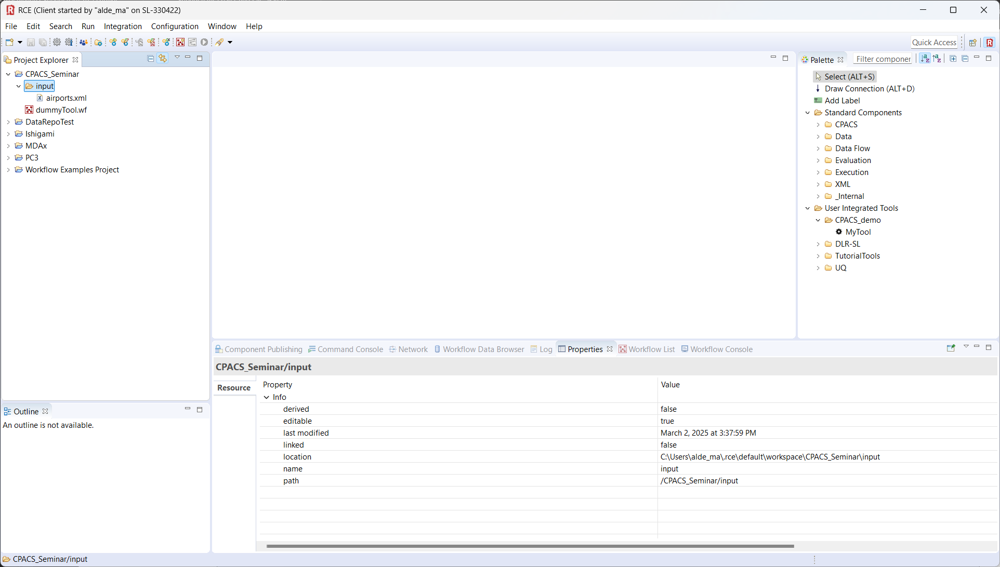 RCE (Client started by "alde_ma" on SL-330422)
File Edit Search Run Integration Configuration Window Help
Quick Access
Project Explorer
CPACS_Seminar
input
airports.xml
dummyTool.wf
DataRepoTest
Ishigami
MDAx
PC3
Workflow Examples Project
Outline
An outline is not available.
Palette
Filter componer
Select (ALT+S)
Draw Connection (ALT+D)
Add Label
Standard Components
CPACS
Data
Data Flow
Evaluation
Execution
XML
_Internal
User Integrated Tools
CPACS_demo
MyTool
DLR-SL
TutorialTools
UQ
Component Publishing Command Console Network Workflow Data Browser Log Properties Workflow List Workflow Console
CPACS_Seminar/input
Resource
Property Value
Info
derived false
editable true
last modified March 2, 2025 at 3:37:59 PM
linked false
location C:\Users\alde_ma\.rce\default\workspace\CPACS_Seminar\input
name input
path /CPACS_Seminar/input
CPACS_Seminar/input